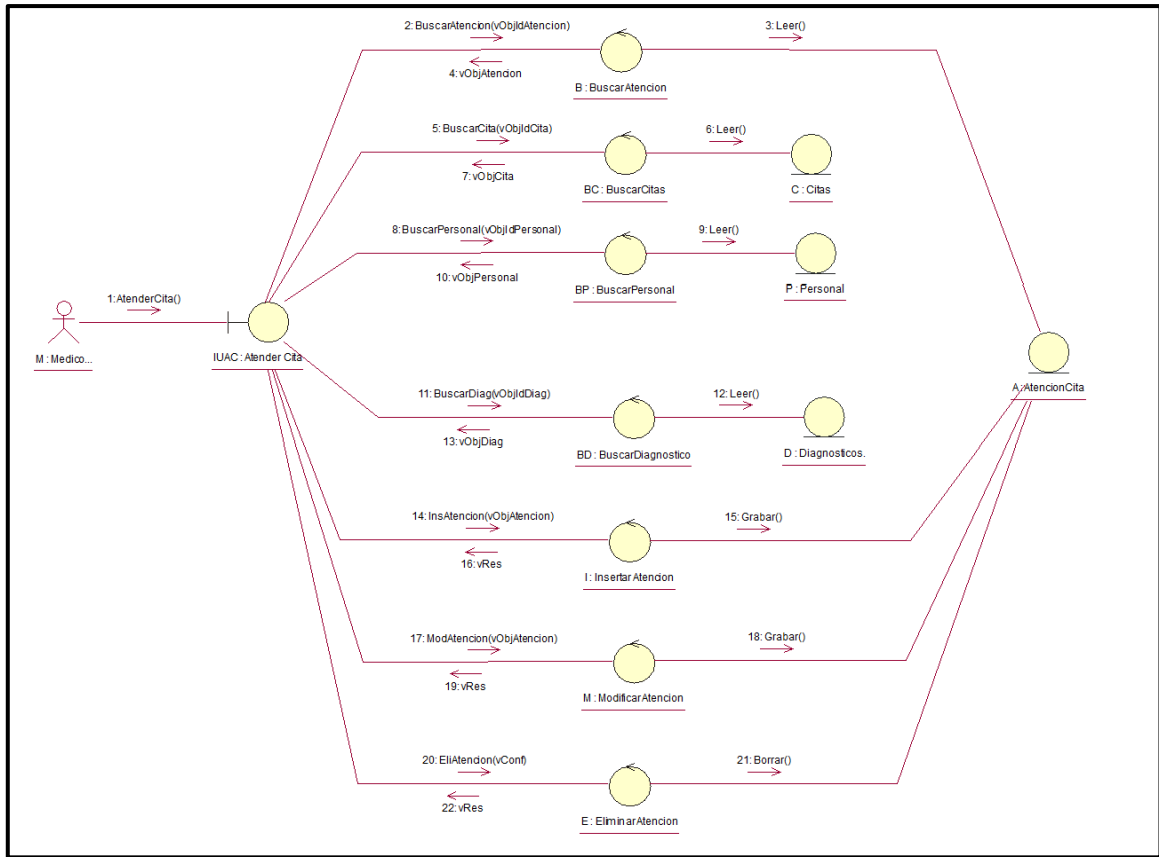 2: BuscarAtencion(vObjIdAtencion)
3: Leer()
4: vObjAtencion
B : BuscarAtencion
5: BuscarCita(vObjIdCita)
6: Leer()
7: vObjCita
BC : BuscarCitas
C : Citas
8: BuscarPersonal(vObjIdPersonal)
9: Leer()
10: vObjPersonal
BP : BuscarPersonal
P : Personal
1: AtenderCita()
M : Medico...
IUAC : Atender Cita
A : AtencionCita
11: BuscarDiag(vObjIdDiag)
12: Leer()
13: vObjDiag
BD : BuscarDiagnostico
D : Diagnosticos.
14: InsAtencion(vObjAtencion)
15: Grabar()
16: vRes
I : InsertarAtencion
17: ModAtencion(vObjAtencion)
18: Grabar()
19: vRes
M : ModificarAtencion
20: EliAtencion(vConf)
21: Borrar()
22: vRes
E : EliminarAtencion